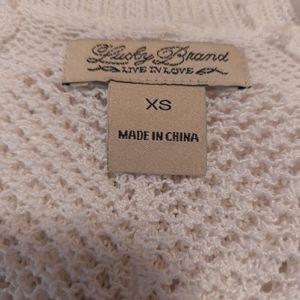 Lucky Brand
LIVE IN LOVE
XS
MADE IN CHINA